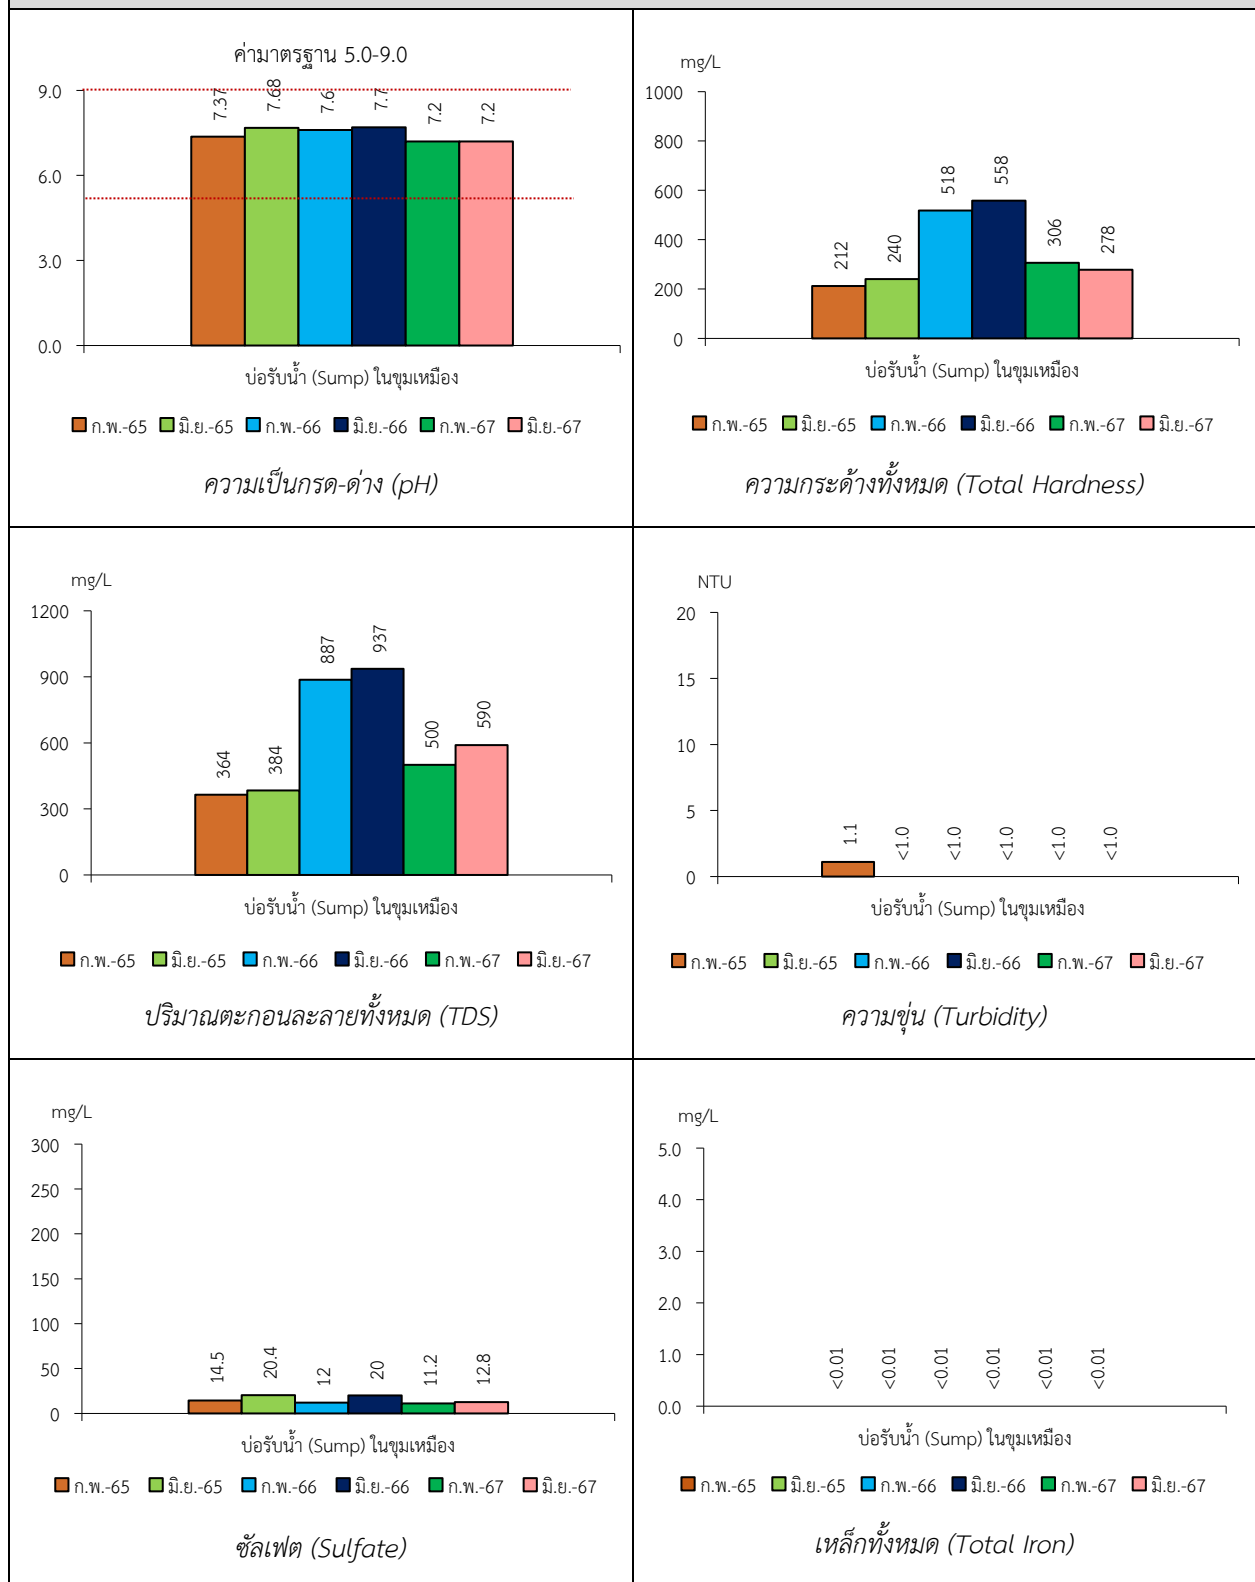 ค่ามาตรฐาน 5.0-9.0
9.0
6.0
3.0
0.0
7.37
7.68
7.6
7.7
7.2
7.2
บ่อรับน้ำ (Sump) ในขุมเหมือง
ก.พ.-65 มิ.ย.-65 ก.พ.-66 มิ.ย.-66 ก.พ.-67 มิ.ย.-67
ความเป็นกรด-ด่าง (pH)
mg/L
1000
800
600
400
200
0
212
240
518
558
306
278
บ่อรับน้ำ (Sump) ในขุมเหมือง
ก.พ.-65 มิ.ย.-65 ก.พ.-66 มิ.ย.-66 ก.พ.-67 มิ.ย.-67
ความกระด้างทั้งหมด (Total Hardness)
mg/L
1200
900
600
300
0
364
384
887
937
500
590
บ่อรับน้ำ (Sump) ในขุมเหมือง
ก.พ.-65 มิ.ย.-65 ก.พ.-66 มิ.ย.-66 ก.พ.-67 มิ.ย.-67
ปริมาณตะกอนละลายทั้งหมด (TDS)
NTU
20
15
10
5
0
1.1
<1.0
<1.0
<1.0
<1.0
<1.0
บ่อรับน้ำ (Sump) ในขุมเหมือง
ก.พ.-65 มิ.ย.-65 ก.พ.-66 มิ.ย.-66 ก.พ.-67 มิ.ย.-67
ความขุ่น (Turbidity)
mg/L
300
250
200
150
100
50
0
14.5
20.4
12
20
11.2
12.8
บ่อรับน้ำ (Sump) ในขุมเหมือง
ก.พ.-65 มิ.ย.-65 ก.พ.-66 มิ.ย.-66 ก.พ.-67 มิ.ย.-67
ซัลเฟต (Sulfate)
mg/L
5.0
4.0
3.0
2.0
1.0
0.0
<0.01
<0.01
<0.01
<0.01
<0.01
<0.01
บ่อรับน้ำ (Sump) ในขุมเหมือง
ก.พ.-65 มิ.ย.-65 ก.พ.-66 มิ.ย.-66 ก.พ.-67 มิ.ย.-67
เหล็กทั้งหมด (Total Iron)